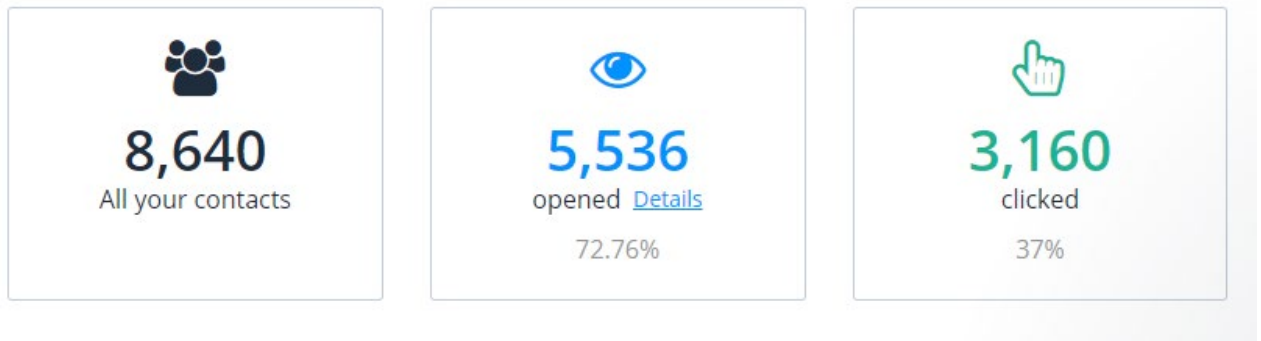 8,640
All your contacts
5,536
opened Details
72.76%
3,160
clicked
37%